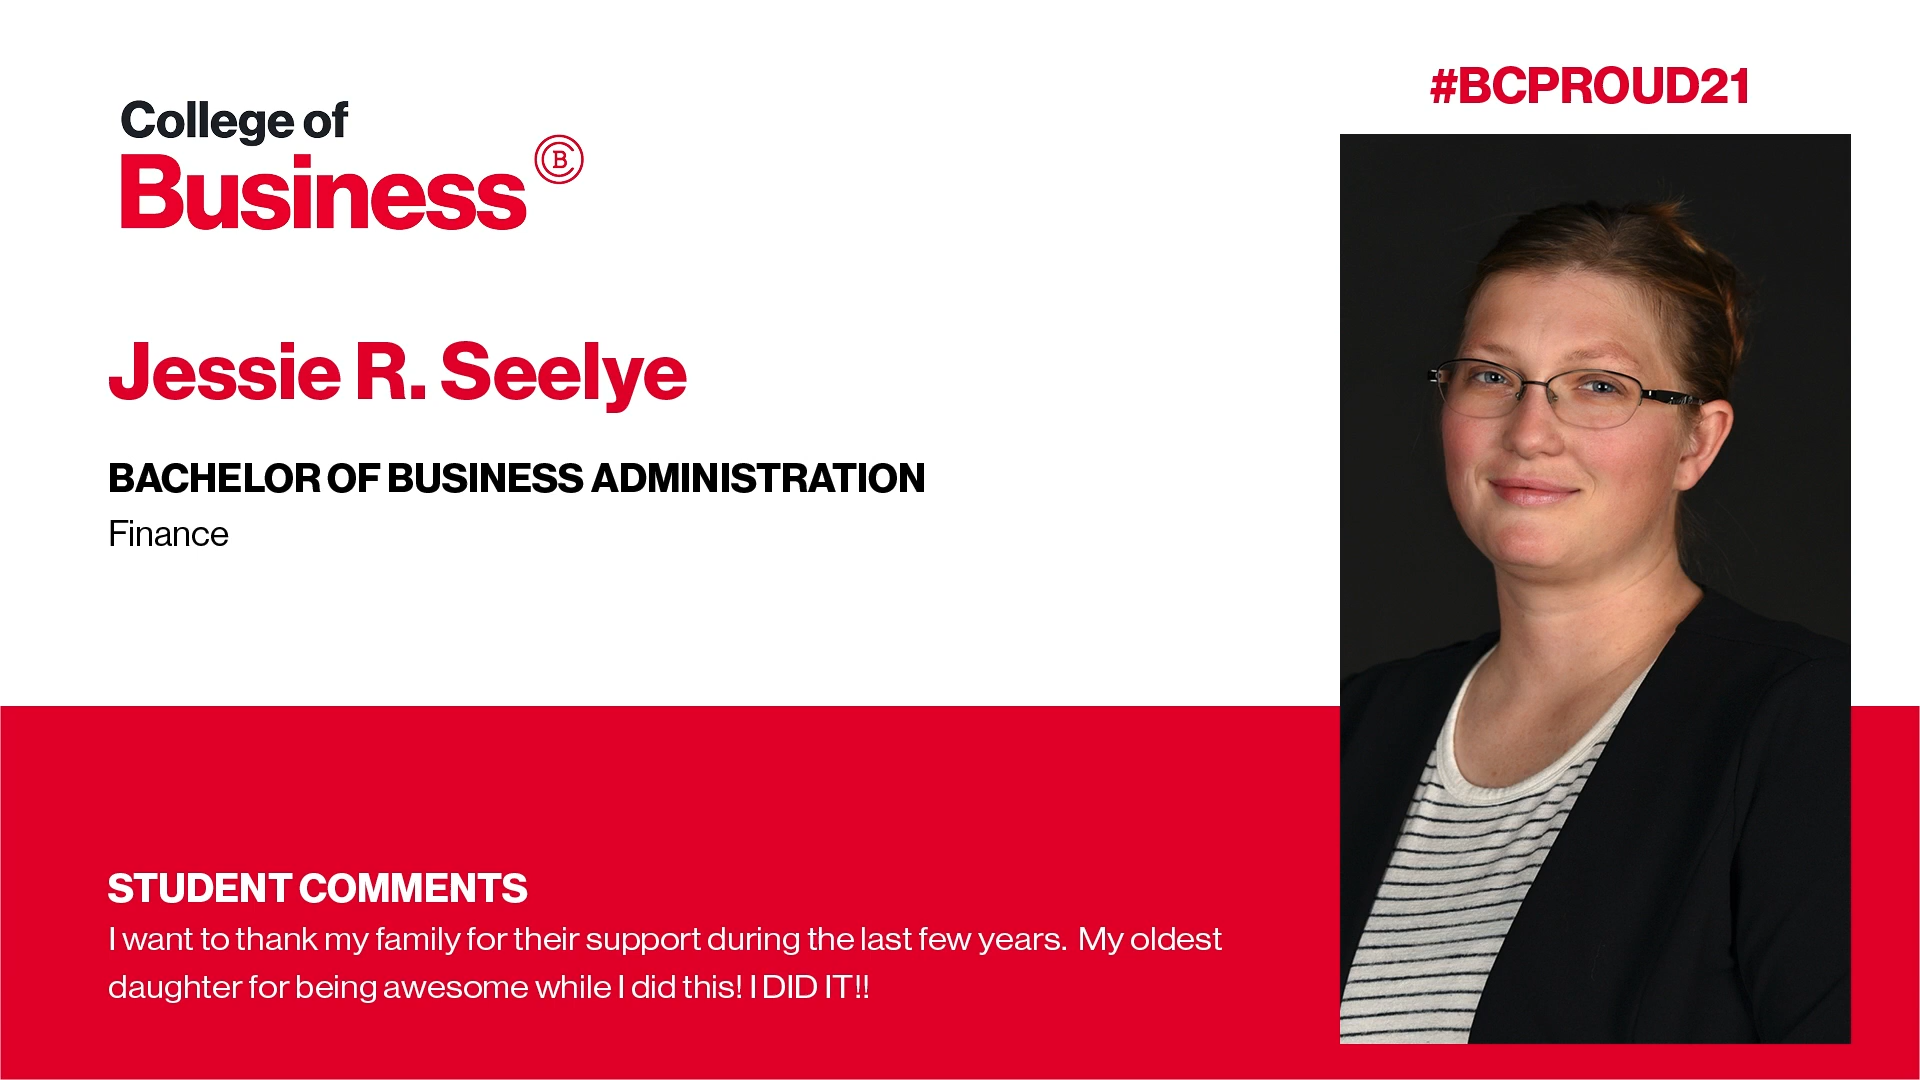 #BCPROUD21
College of
Business
Jessie R. Seelye
BACHELOR OF BUSINESS ADMINISTRATION
Finance
STUDENT COMMENTS
I want to thank my family for their support during the last few years.  My oldest
daughter for being awesome while I did this! I DID IT!!